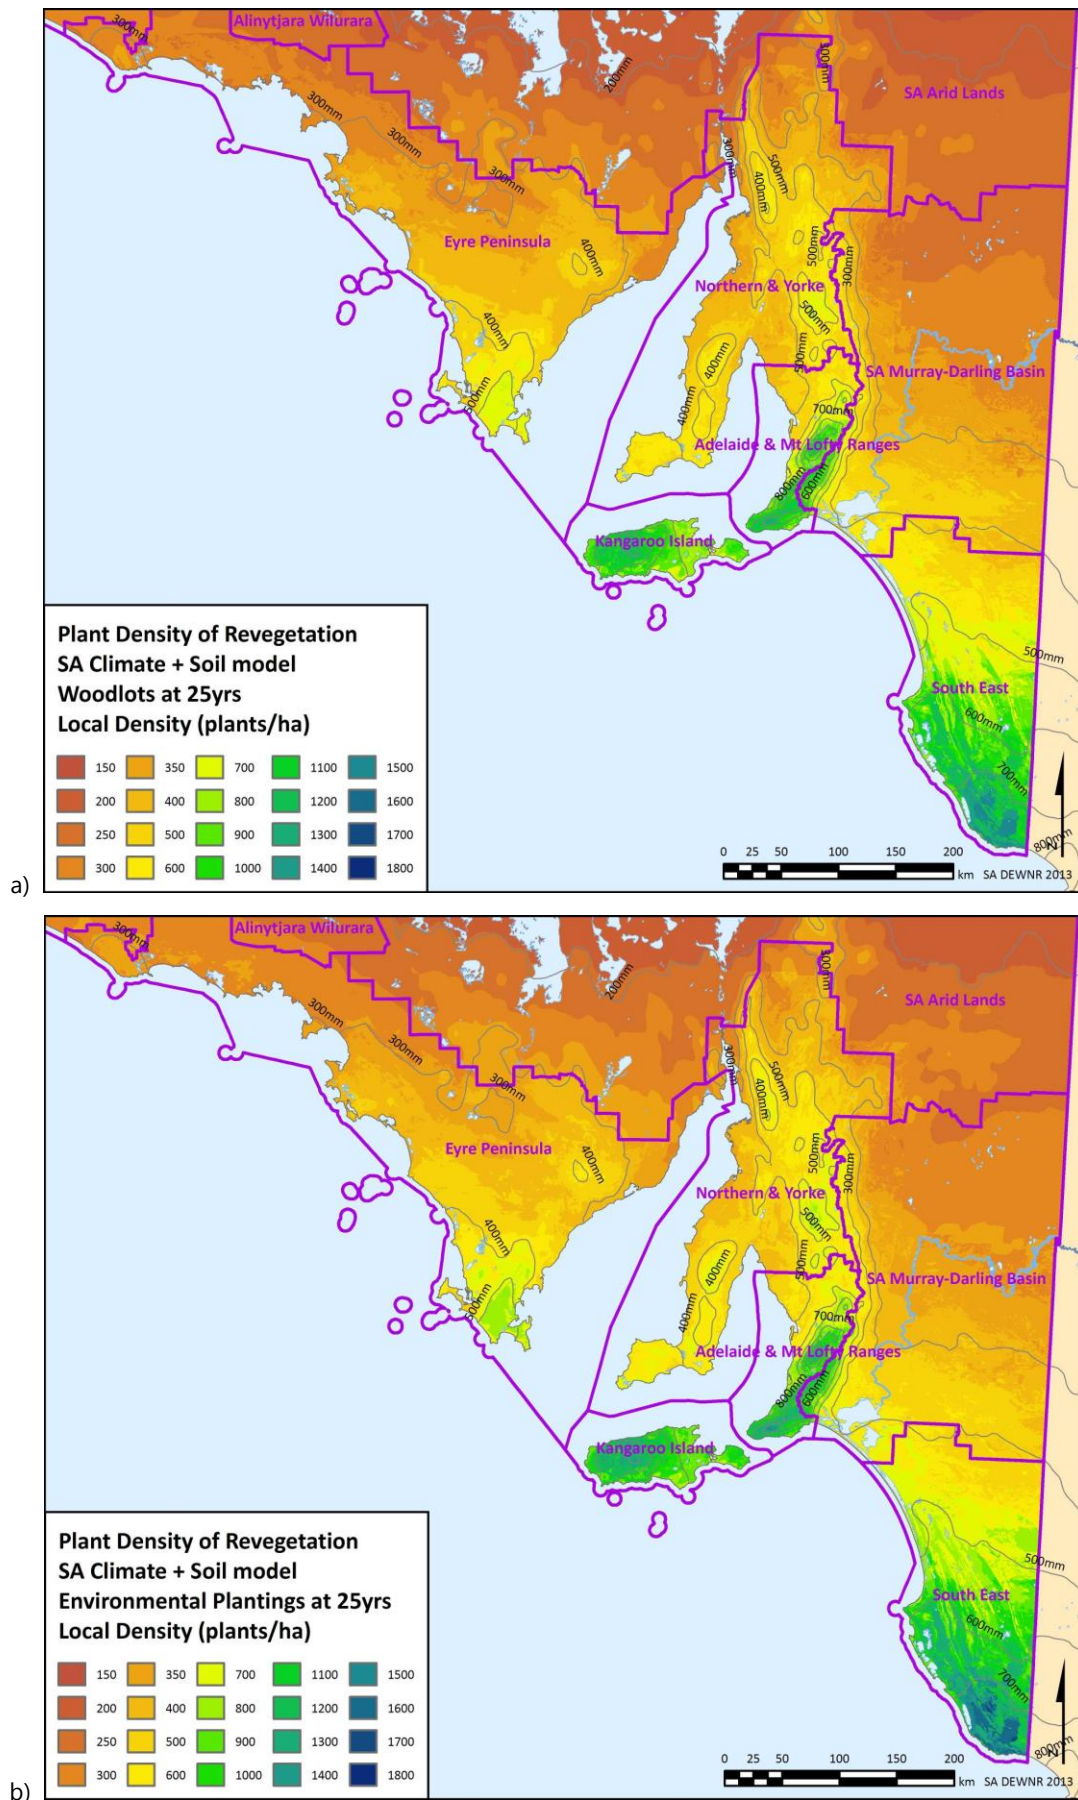 300mm
Alinytjara Wilurara
200mm
300mm
SA Arid Lands
300mm
300mm
300mm
500mm
400mm
Eyre Peninsula
400mm
500mm
300mm
Northern & Yorke
500mm
400mm
500mm
400mm
SA Murray-Darling Basin
500mm
400mm
700mm
Adelaide & Mt Lofty Ranges
800mm
600mm
Kangaroo Island
500mm
South East
600mm
700mm
800mm
Plant Density of Revegetation
SA Climate + Soil model
Woodlots at 25yrs
Local Density (plants/ha)
150 350 700 1100 1500
200 400 800 1200 1600
250 500 900 1300 1700
300 600 1000 1400 1800
0 25 50 100 150 200
km SA DEWNR 2013
N
a)
300mm
Alinytjara Wilurara
200mm
300mm
SA Arid Lands
300mm
300mm
300mm
300mm
500mm
400mm
Eyre Peninsula
400mm
500mm
300mm
Northern & Yorke
500mm
400mm
500mm
400mm
SA Murray-Darling Basin
500mm
400mm
700mm
Adelaide & Mt Lofty Ranges
800mm
600mm
Kangaroo Island
500mm
South East
600mm
700mm
800mm
Plant Density of Revegetation
SA Climate + Soil model
Environmental Plantings at 25yrs
Local Density (plants/ha)
150 350 700 1100 1500
200 400 800 1200 1600
250 500 900 1300 1700
300 600 1000 1400 1800
0 25 50 100 150 200
km SA DEWNR 2013
N
b)